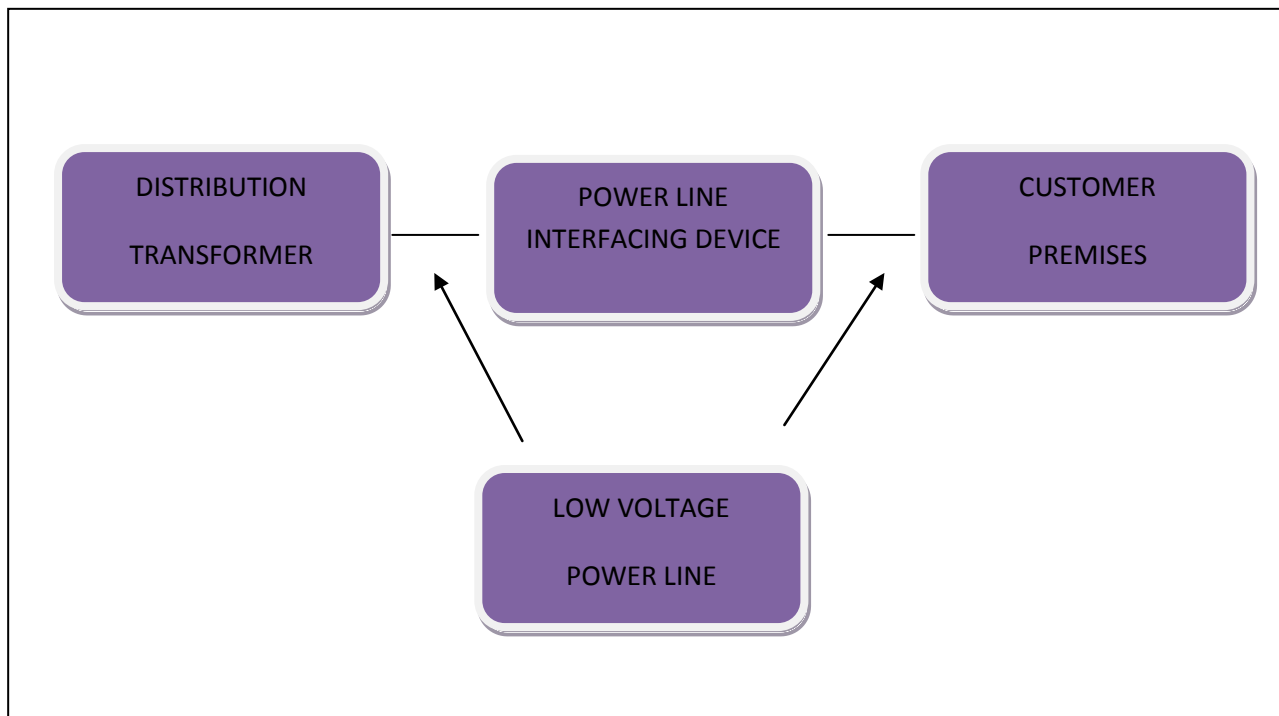 DISTRIBUTION
TRANSFORMER
POWER LINE
INTERFACING DEVICE
CUSTOMER
PREMISES
LOW VOLTAGE
POWER LINE